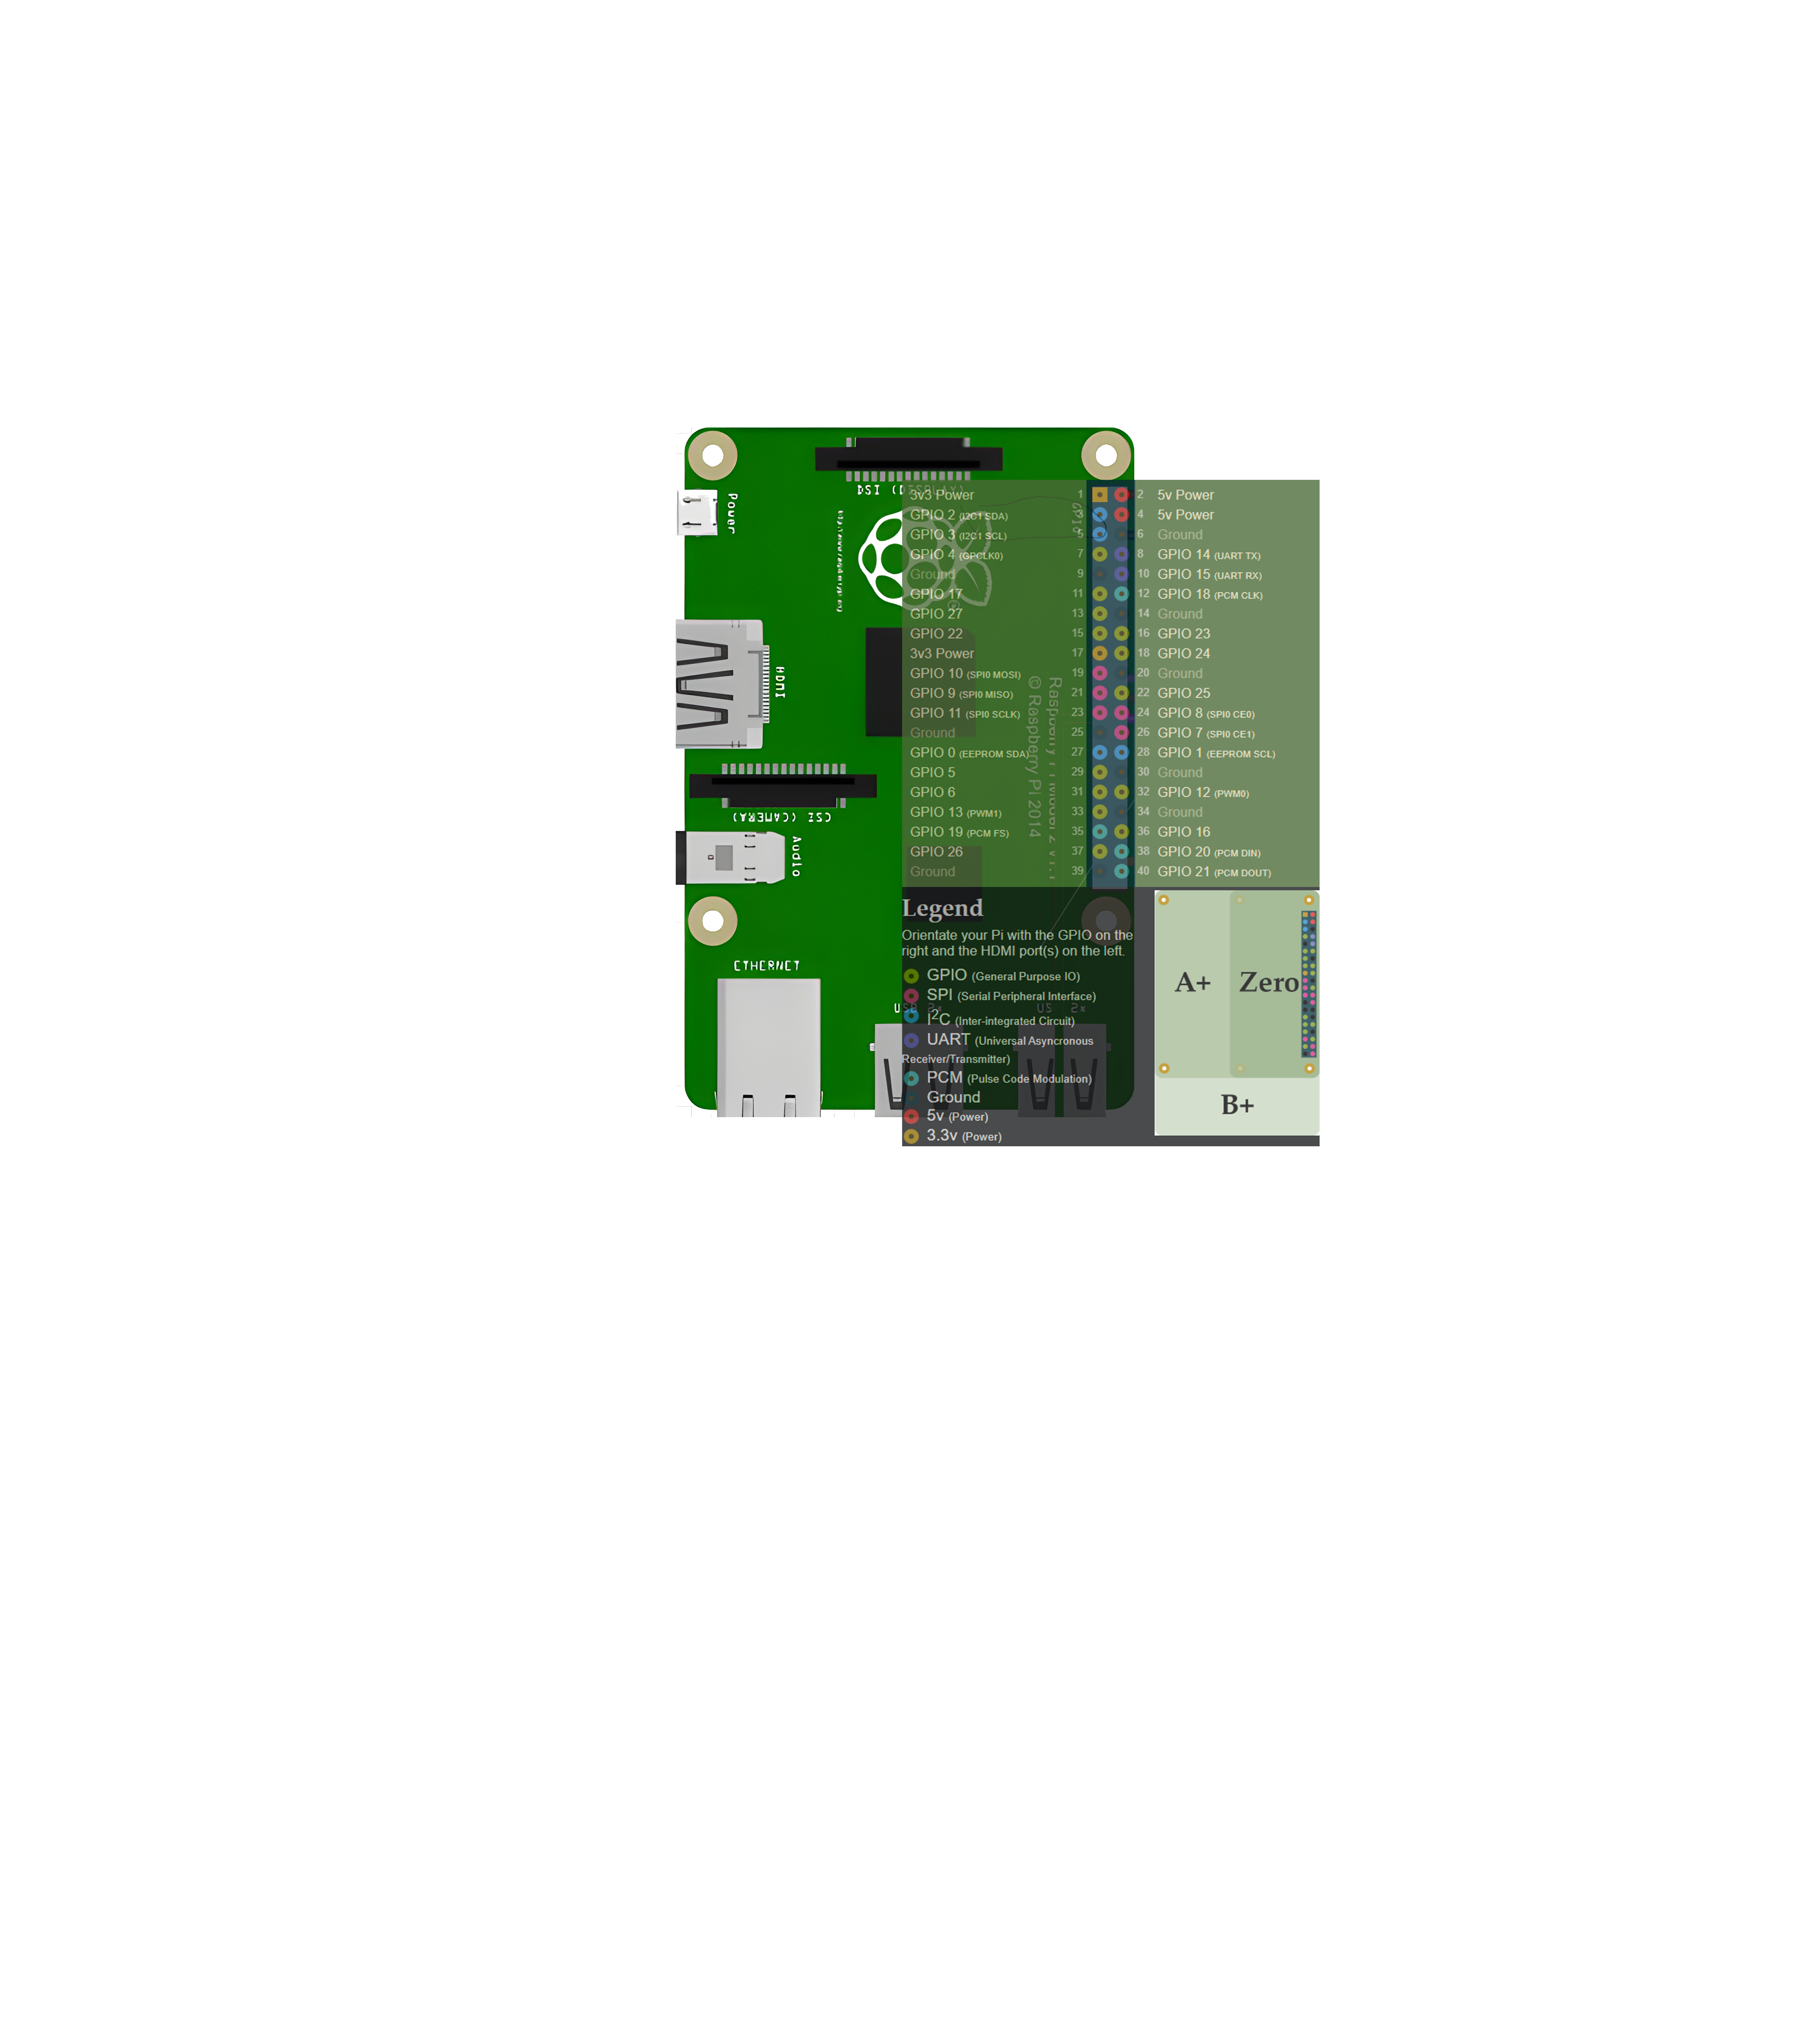 DSI (DISPLAY)
Power
GPIO
3v3 Power 1 2 5v Power
GPIO 2 (I2C1 SDA) 3 4 5v Power
GPIO 3 (I2C1 SCL) 5 6 Ground
GPIO 4 (GPCLK0) 7 8 GPIO 14 (UART TX)
Ground 9 10 GPIO 15 (UART RX)
GPIO 17 11 12 GPIO 18 (PCM CLK)
GPIO 27 13 14 Ground
GPIO 22 15 16 GPIO 23
3v3 Power 17 18 GPIO 24
GPIO 10 (SPI0 MOSI) 19 20 Ground
GPIO 9 (SPI0 MISO) 21 22 GPIO 25
GPIO 11 (SPI0 SCLK) 23 24 GPIO 8 (SPI0 CE0)
Ground 25 26 GPIO 7 (SPI0 CE1)
GPIO 0 (EEPROM SDA) 27 28 GPIO 1 (EEPROM SCL)
GPIO 5 29 30 Ground
GPIO 6 31 32 GPIO 12 (PWM0)
GPIO 13 (PWM1) 33 34 Ground
GPIO 19 (PCM FS) 35 36 GPIO 16
GPIO 26 37 38 GPIO 20 (PCM DIN)
Ground 39 40 GPIO 21 (PCM DOUT)
HDMI
© Raspberry Pi 2014
CSI (CAMERA)
Audio
ETHERNET
Legend
Orientate your Pi with the GPIO on the
right and the HDMI port(s) on the left.
GPIO (General Purpose IO)
SPI (Serial Peripheral Interface)
I2C (Inter-integrated Circuit)
UART (Universal Asyncronous
Receiver/Transmitter)
PCM (Pulse Code Modulation)
Ground
5v (Power)
3.3v (Power)
A+ Zero
B+